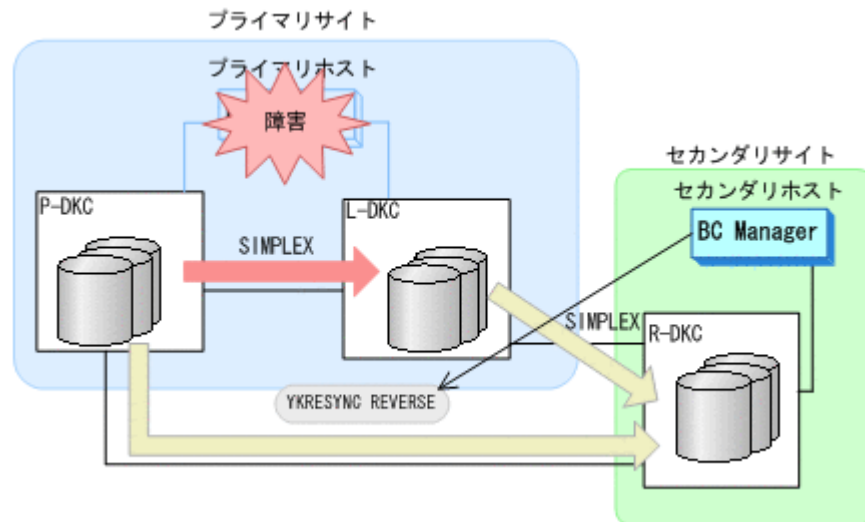 プライマリサイト
プライマリホスト
障害
セカンダリサイト
セカンダリホスト
P-DKC
L-DKC
BC Manager
SIMPLEX
SIMPLEX
R-DKC
YKRESYNC REVERSE